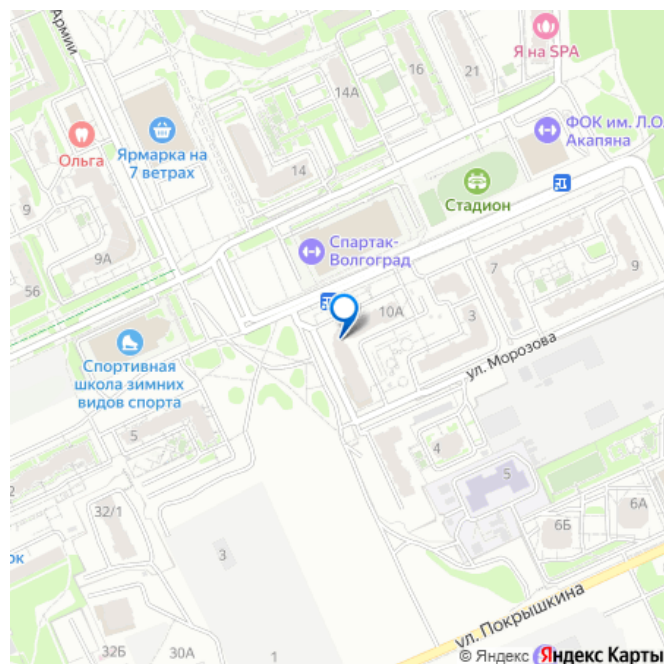 Армии
Я на SPA
16
21
14А
ФОК им. Л.О.
Акапяна
Ольга
Ярмарка на
7 ветрах
14
Стадион
9
Спартак-
Волгоград
9А
7
9
56
10А
3
ул. Морозова
Спортивная
школа зимних
видов спорта
5
4
2
5
32/1
6А
6Б
ок
3
ул. Покрышкина
32Б
30А
1
© Яндекс
Яндекс Карты